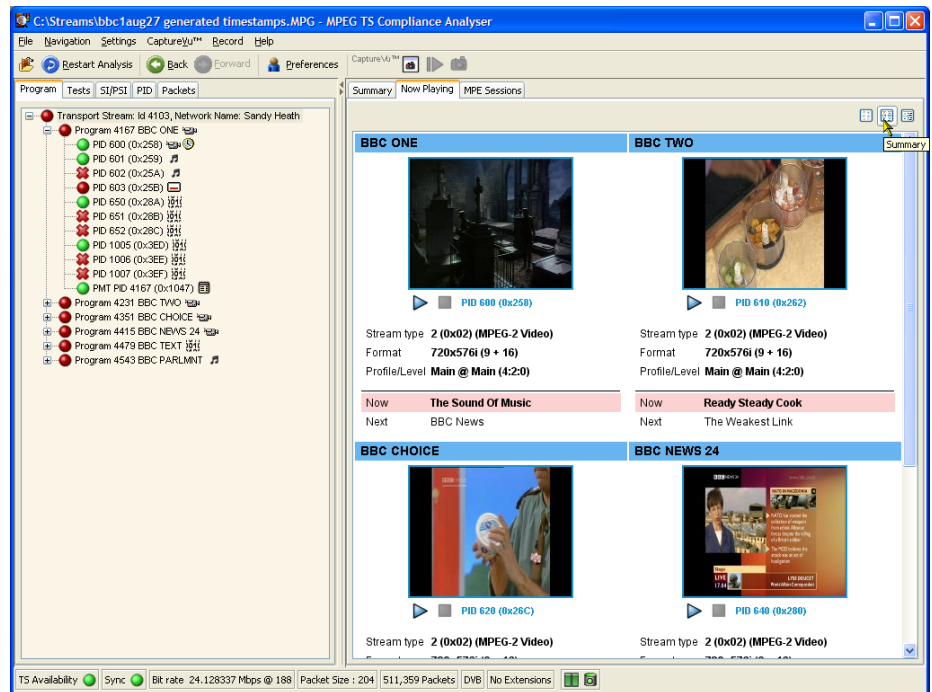 C:\Streams\bbc1aug27 generated timestamps.MPG - MPEG TS Compliance Analyser
File Navigation Settings CaptureVu™ Record Help
Restart Analysis Back Forward Preferences CaptureVu™
Program Tests SI/PSI PID Packets
Summary Now Playing MPE Sessions
Transport Stream: Id 4103, Network Name: Sandy Heath
Program 4167 BBC ONE
PID 600 (0x258)
PID 601 (0x259)
PID 602 (0x25A)
PID 603 (0x25B)
PID 650 (0x28A)
PID 651 (0x28B)
PID 652 (0x28C)
PID 1005 (0x3ED)
PID 1006 (0x3EE)
PID 1007 (0x3EF)
PMT PID 4167 (0x1047)
Program 4231 BBC TWO
Program 4351 BBC CHOICE
Program 4415 BBC NEWS 24
Program 4479 BBC TEXT
Program 4543 BBC PARLMNT
Summary
BBC ONE
PID 600 (0x258)
Stream type 2 (0x02) (MPEG-2 Video)
Format 720x576i (9 + 16)
Profile/Level Main @ Main (4:2:0)
Now The Sound Of Music
Next BBC News
BBC TWO
PID 610 (0x262)
Stream type 2 (0x02) (MPEG-2 Video)
Format 720x576i (9 + 16)
Profile/Level Main @ Main (4:2:0)
Now Ready Steady Cook
Next The Weakest Link
BBC CHOICE
PID 620 (0x26C)
Stream type 2 (0x02) (MPEG-2 Video)
BBC NEWS 24
NATO IN MACEDONIA
LIVE
17:04
LYSE DOUCET
PID 640 (0x280)
Stream type 2 (0x02) (MPEG-2 Video)
TS Availability Sync Bit rate 24.128337 Mbps @ 188 Packet Size : 204 511,359 Packets DVB No Extensions